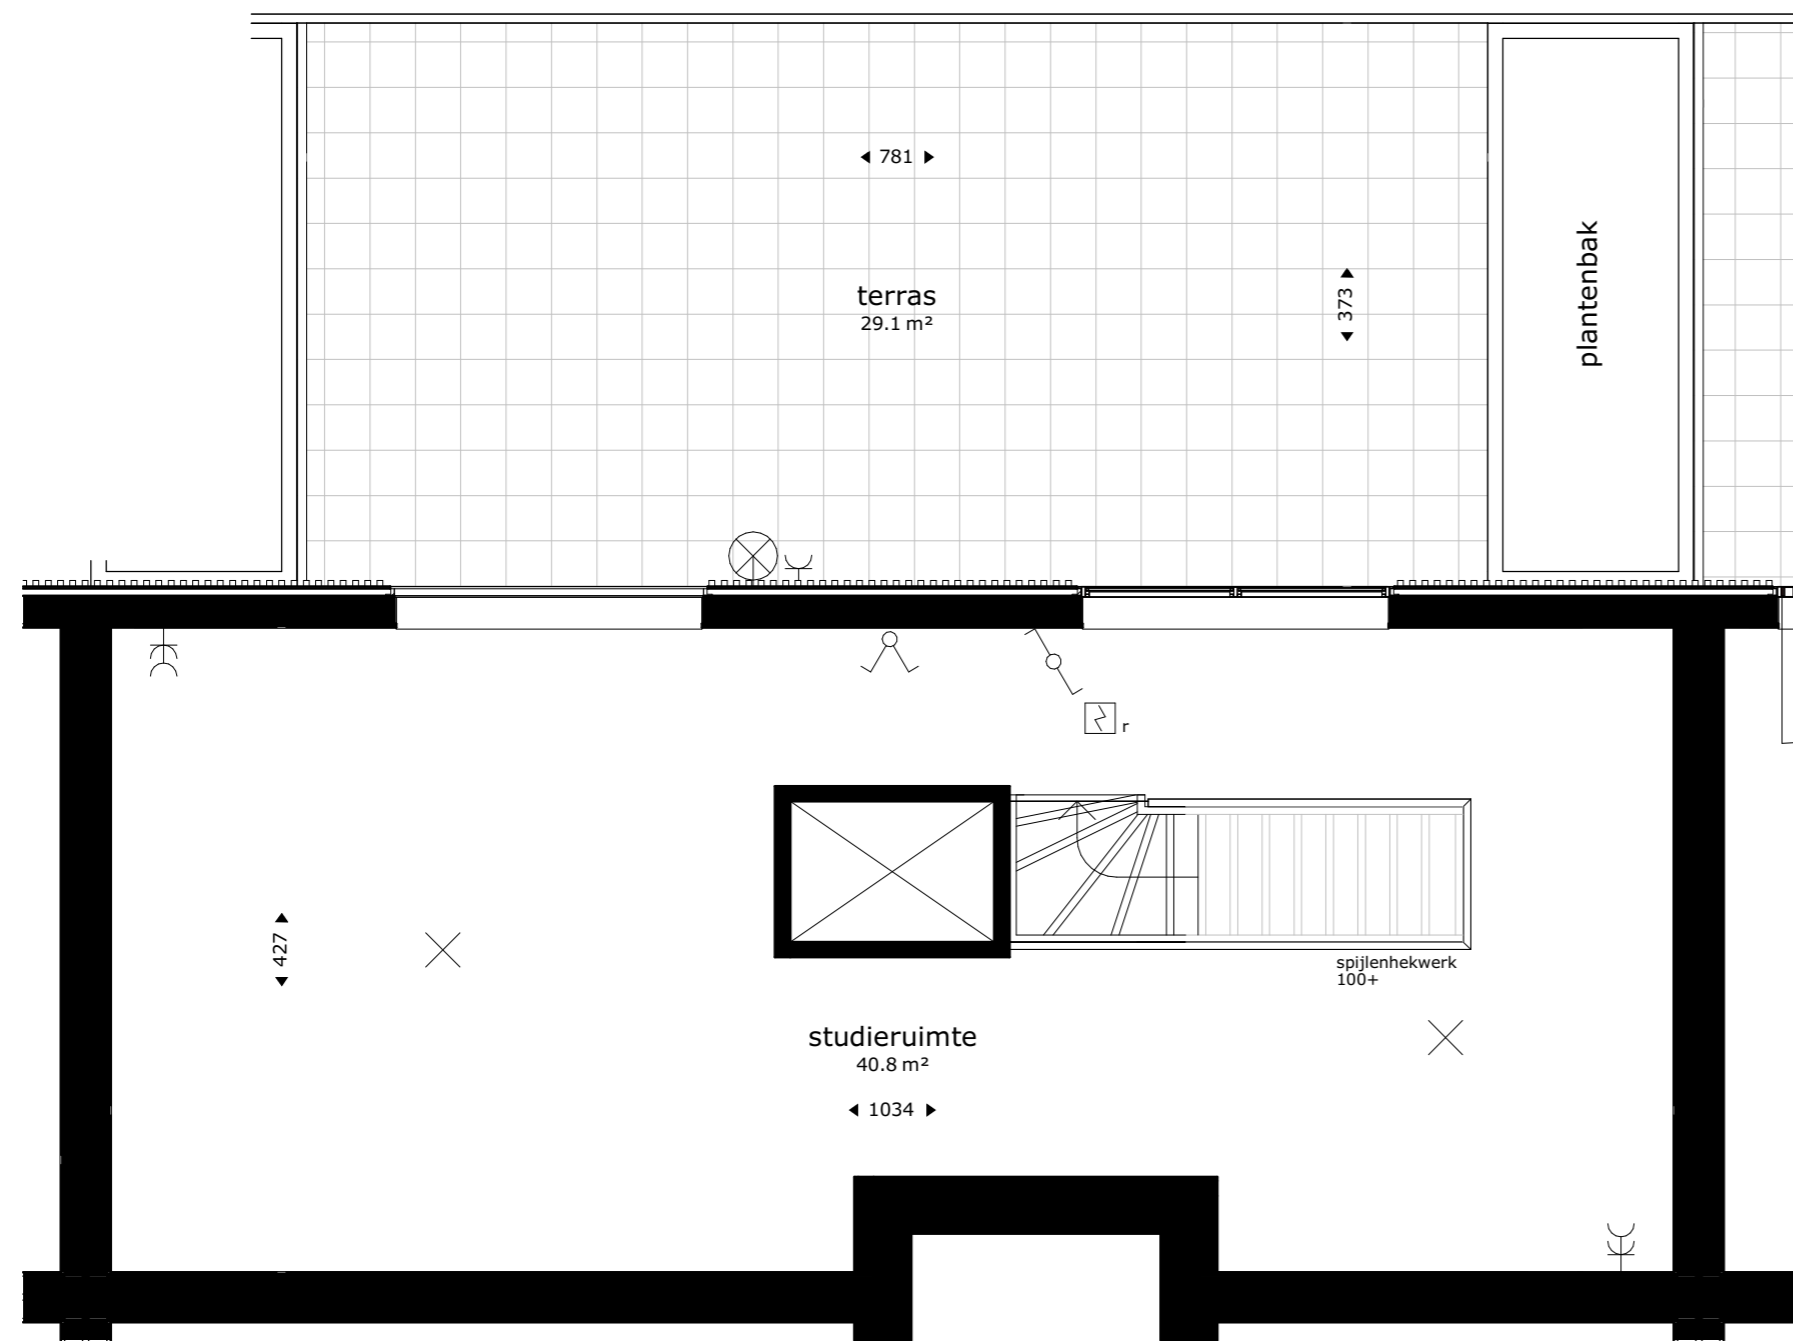 781
terras
29.1 m²
373
plantenbak
r
427
spijlenhekwerk
100+
studieruimte
40.8 m²
1034